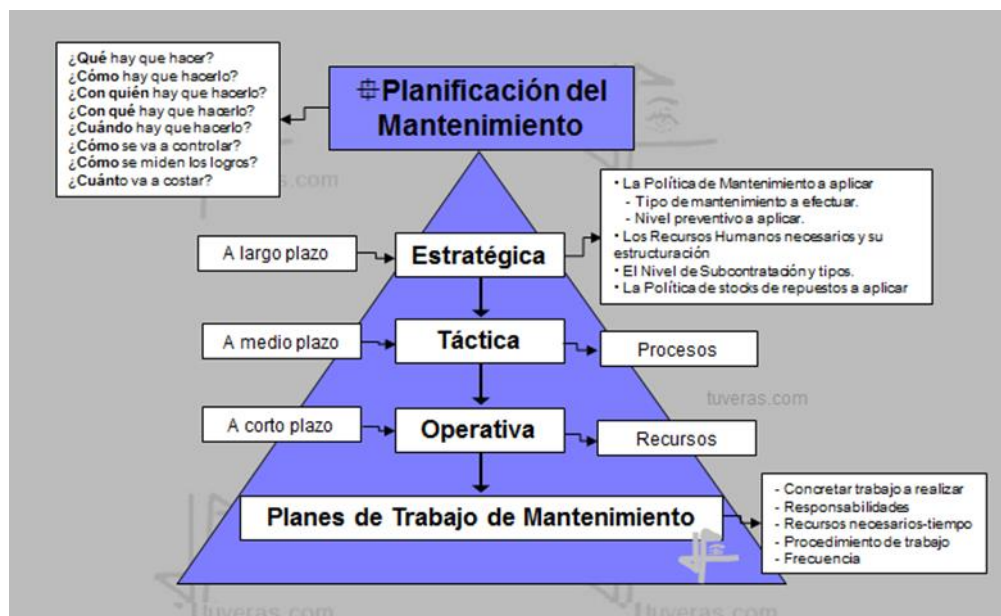 ¿Qué hay que hacer?
¿Cómo hay que hacerlo?
¿Con quién hay que hacerlo?
¿Con qué hay que hacerlo?
¿Cuándo hay que hacerlo?
¿Cómo se va a controlar?
¿Cómo se miden los logros?
¿Cuánto va a costar?
Planificación del
Mantenimiento
tuveras.com
• La Política de Mantenimiento a aplicar
- Tipo de mantenimiento a efectuar.
- Nivel preventivo a aplicar.
• Los Recursos Humanos necesarios y su
estructuración
• El Nivel de Subcontratación y tipos.
• La Política de stocks de repuestos a aplicar
A largo plazo
Estratégica
A medio plazo
Táctica
Procesos
tuveras.com
A corto plazo
Operativa
Recursos
Planes de Trabajo de Mantenimiento
- Concretar trabajo a realizar
- Responsabilidades
- Recursos necesarios-tiempo
- Procedimiento de trabajo
- Frecuencia
tuveras.com
tuveras.com